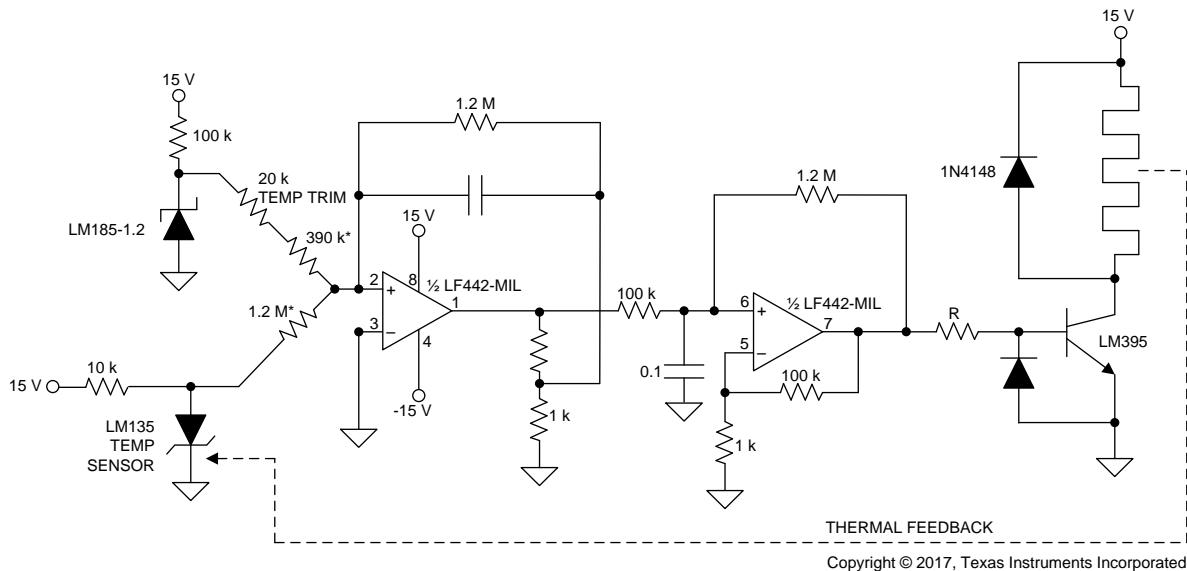 15 V
100 k
20 k
TEMP TRIM
LM185-1.2
390 k*
1.2 M*
15 V
10 k
LM135
TEMP
SENSOR
1.2 M
15 V
2
+
8
½ LF442-MIL
1
3
−
4
-15 V
1 k
100 k
0.1
1.2 M
6
+
½ LF442-MIL
7
5
−
100 k
1 k
R
15 V
1N4148
LM395
THERMAL FEEDBACK
Copyright © 2017, Texas Instruments Incorporated